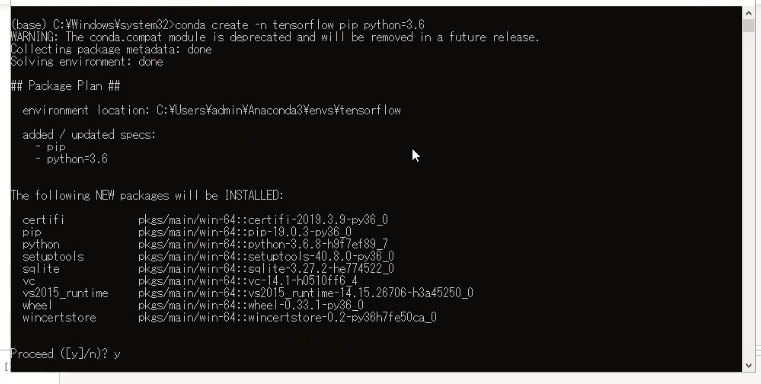 (base) C:¥Windows¥system32>conda create -n tensorflow pip python=3.6
WARNING: The conda.compat module is deprecated and will be removed in a future release.
Collecting package metadata: done
Solving environment: done
## Package Plan ##
environment location: C:¥Users¥admin¥Anaconda3¥envs¥tensorflow
added / updated specs:
- pip
- python=3.6
The following NEW packages will be INSTALLED:
certifi pkgs/main/win-64::certifi-2019.3.9-py36_0
pip pkgs/main/win-64::pip-19.0.3-py36_0
python pkgs/main/win-64::python-3.6.8-h9f7ef89_7
setuptools pkgs/main/win-64::setuptools-40.8.0-py36_0
sqlite pkgs/main/win-64::sqlite-3.27.2-he774522_0
vc pkgs/main/win-64::vc-14.1-h0510ff6_4
vs2015_runtime pkgs/main/win-64::vs2015_runtime-14.15.26706-h3a45250_0
wheel pkgs/main/win-64::wheel-0.33.1-py36_0
wincertstore pkgs/main/win-64::wincertstore-0.2-py36h7fe50ca_0
Proceed ([y]/n)? y